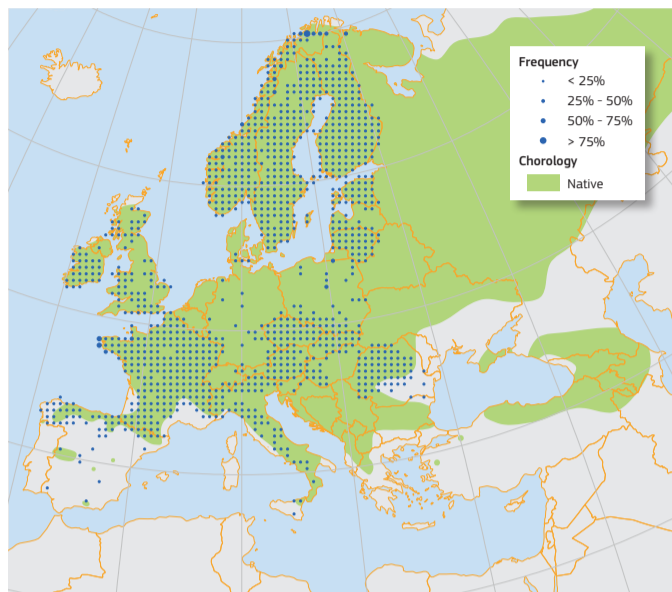 Frequency
< 25%
25% - 50%
50% - 75%
> 75%
Chorology
Native